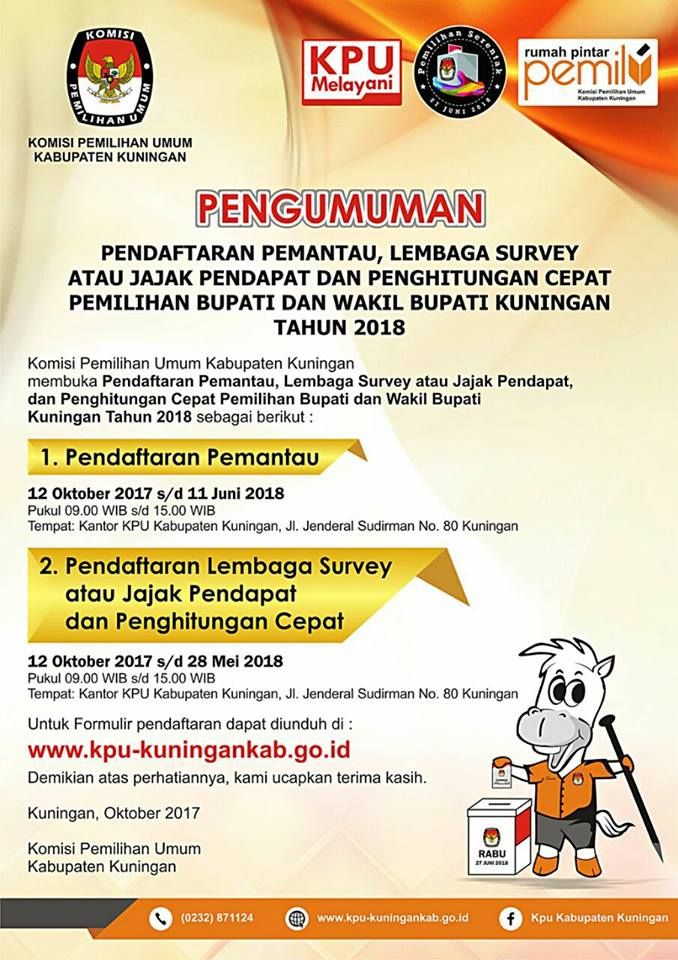 KOMISI
PEMILIHAN UMUM
KOMISI PEMILIHAN UMUM
KABUPATEN KUNINGAN
KPU
Melayani
Pemilihan Serentak
27 JUNI 2018
rumah pintar
pemilu
Komisi Pemilihan Umum
Kabupaten Kuningan
PENGUMUMAN
PENDAFTARAN PEMANTAU, LEMBAGA SURVEY
ATAU JAJAK PENDAPAT DAN PENGHITUNGAN CEPAT
PEMILIHAN BUPATI DAN WAKIL BUPATI KUNINGAN
TAHUN 2018
Komisi Pemilihan Umum Kabupaten Kuningan
membuka Pendaftaran Pemantau, Lembaga Survey atau Jajak Pendapat,
dan Penghitungan Cepat Pemilihan Bupati dan Wakil Bupati
Kuningan Tahun 2018 sebagai berikut :
1. Pendaftaran Pemantau
12 Oktober 2017 s/d 11 Juni 2018
Pukul 09.00 WIB s/d 15.00 WIB
Tempat: Kantor KPU Kabupaten Kuningan, Jl. Jenderal Sudirman No. 80 Kuningan
2. Pendaftaran Lembaga Survey
atau Jajak Pendapat
dan Penghitungan Cepat
12 Oktober 2017 s/d 28 Mei 2018
Pukul 09.00 WIB s/d 15.00 WIB
Tempat: Kantor KPU Kabupaten Kuningan, Jl. Jenderal Sudirman No. 80 Kuningan
Untuk Formulir pendaftaran dapat diunduh di :
www.kpu-kuningankab.go.id
Demikian atas perhatiannya, kami ucapkan terima kasih.
Kuningan, Oktober 2017
Komisi Pemilihan Umum
Kabupaten Kuningan
RABU
27 JUNI 2018
(0232) 871124
www.kpu-kuningankab.go.id
Kpu Kabupaten Kuningan